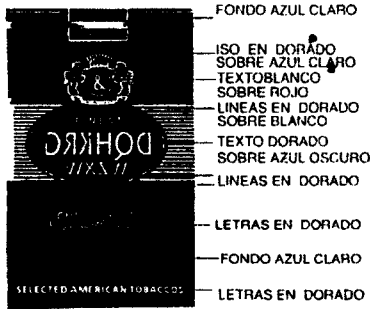 FONDO AZUL CLARO
ISO EN DORADO
SOBRE AZUL CLARO
TEXTOBLANCO
SOBRE ROJO
LINEAS EN DORADO
SOBRE BLANCO
TEXTO DORADO
SOBRE AZUL OSCURO
LINEAS EN DORADO
LETRAS EN DORADO
FONDO AZUL CLARO
SELECTED AMERICAN TOBACCOS
LETRAS EN DORADO